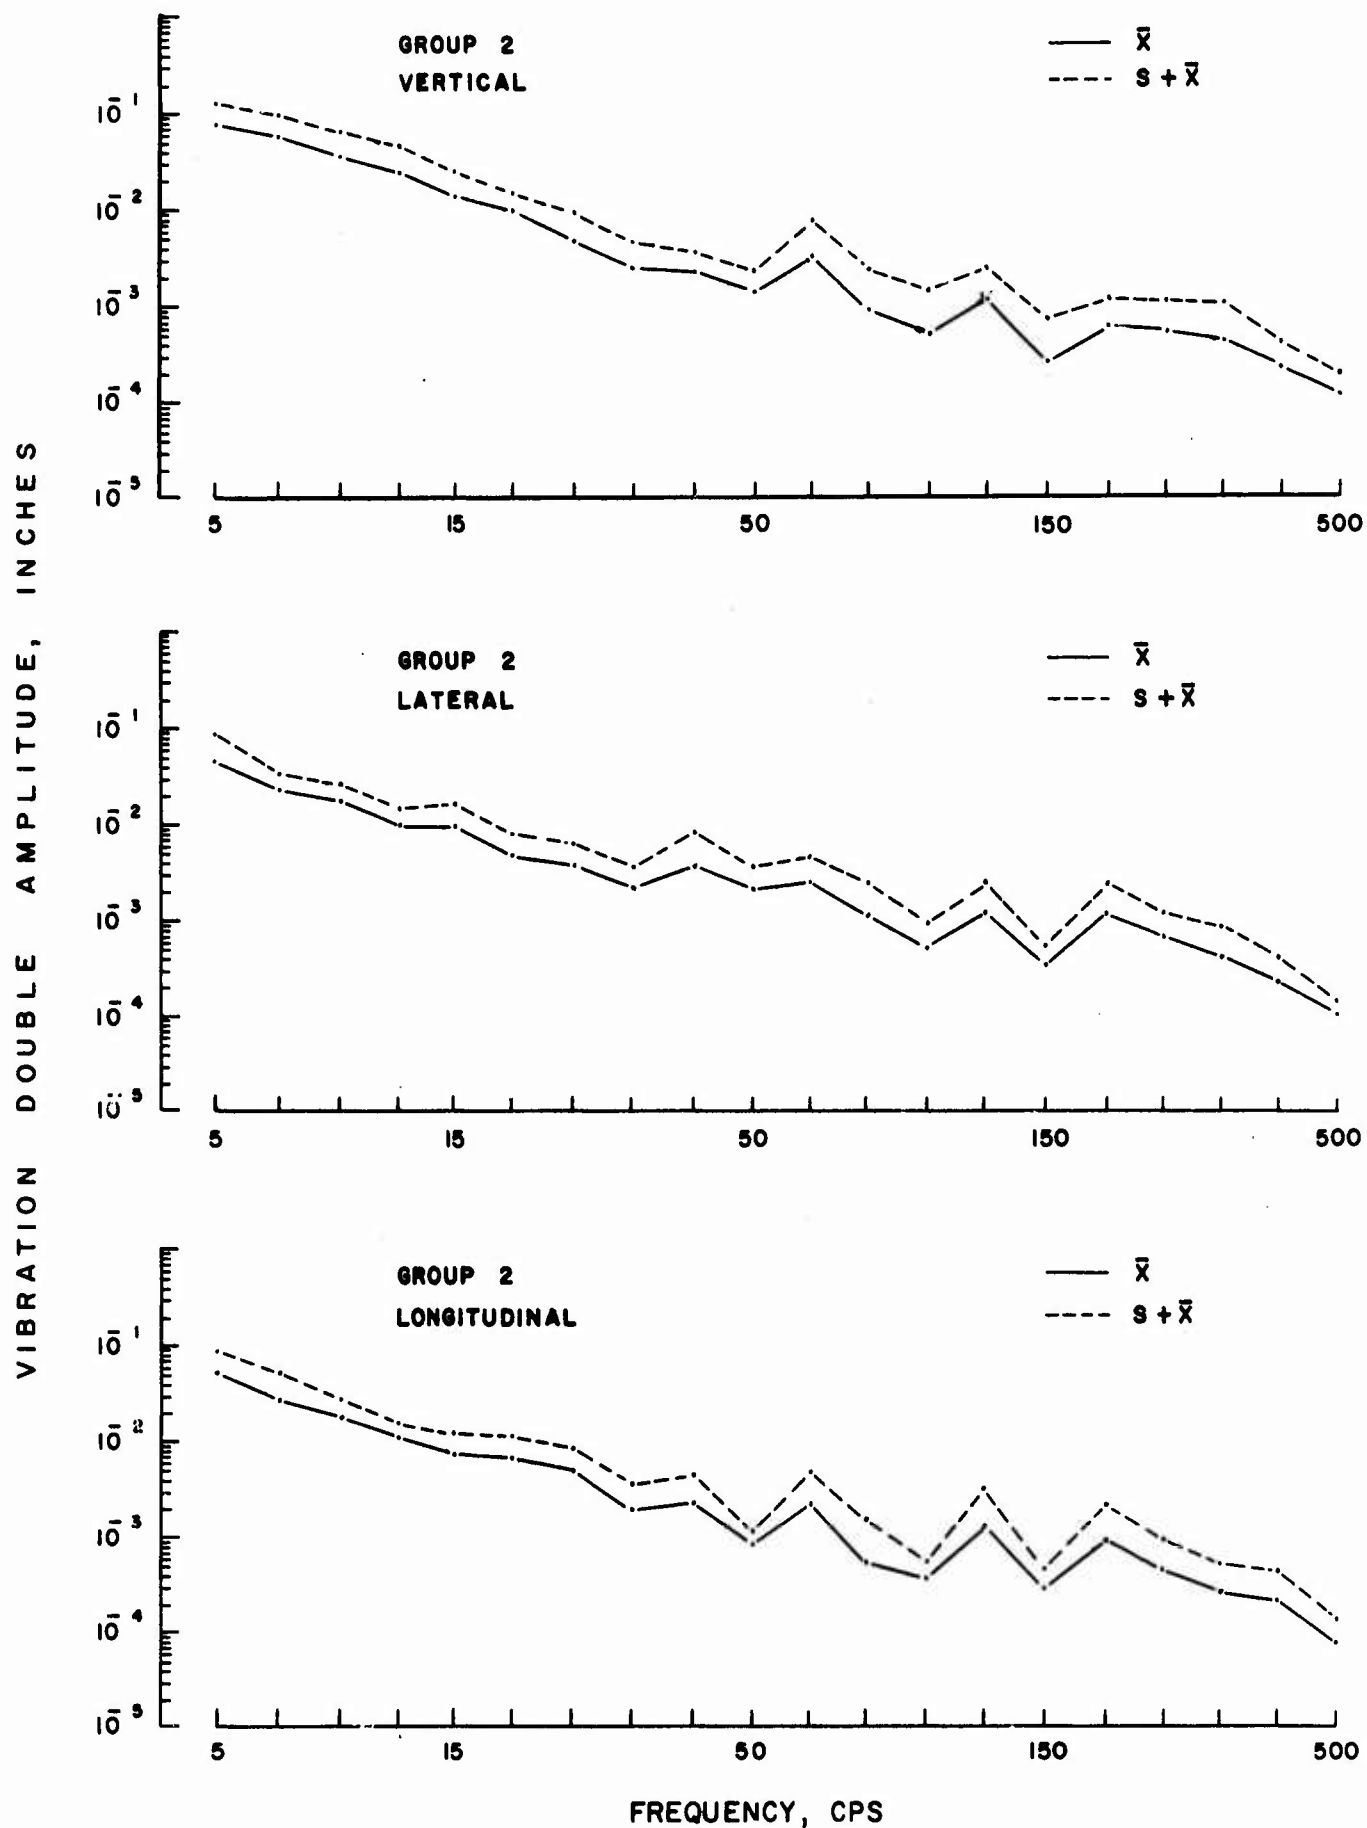 GROUP 2
VERTICAL
X̄
S + X̄
10⁻¹
10⁻²
10⁻³
10⁻⁴
10⁻⁵
5 15 50 150 500
GROUP 2
LATERAL
X̄
S + X̄
10⁻¹
10⁻²
10⁻³
10⁻⁴
10⁻⁵
5 15 50 150 500
GROUP 2
LONGITUDINAL
X̄
S + X̄
10⁻¹
10⁻²
10⁻³
10⁻⁴
10⁻⁵
5 15 50 150 500
VIBRATION DOUBLE AMPLITUDE, INCHES
FREQUENCY, CPS